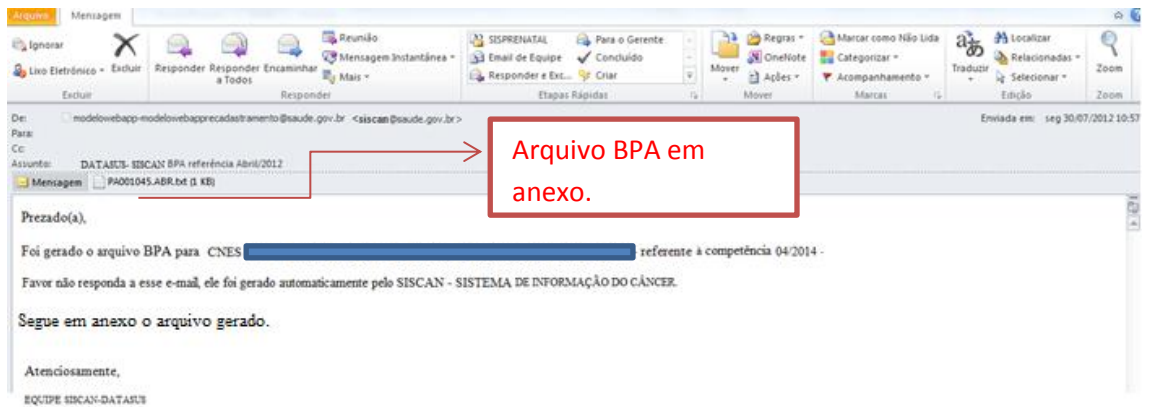 Arquivo Mensagem
Ignorar
Lixo Eletrônico
Excluir
Excluir
Responder Responder a Todos Encaminhar
Reunião
Mensagem Instantânea
Mais
Responder
SISPRENATAL Para o Gerente
Email de Equipe Concluído
Responder e Exc... Criar
Etapas Rápidas
Mover
Regras
OneNote
Ações
Mover
Marcar como Não Lida
Categorizar
Acompanhamento
Marcas
Traduzir
Localizar
Relacionadas
Selecionar
Edição
Zoom
Zoom
De: modelowebapp-modelowebapprecadastramento@saude.gov.br <siscan@saude.gov.br> Enviada em: seg 30/07/2012 10:57
Para:
Cc:
Assunto: DATASUS- SISCAN BPA referência Abril/2012
Mensagem PA001045.ABR.txt (1 KB)
Arquivo BPA em
anexo.
Prezado(a),
Foi gerado o arquivo BPA para CNES referente à competência 04/2014 -
Favor não responda a esse e-mail, ele foi gerado automaticamente pelo SISCAN - SISTEMA DE INFORMAÇÃO DO CÂNCER.
Segue em anexo o arquivo gerado.
Atenciosamente,
EQUIPE SISCAN-DATASUS